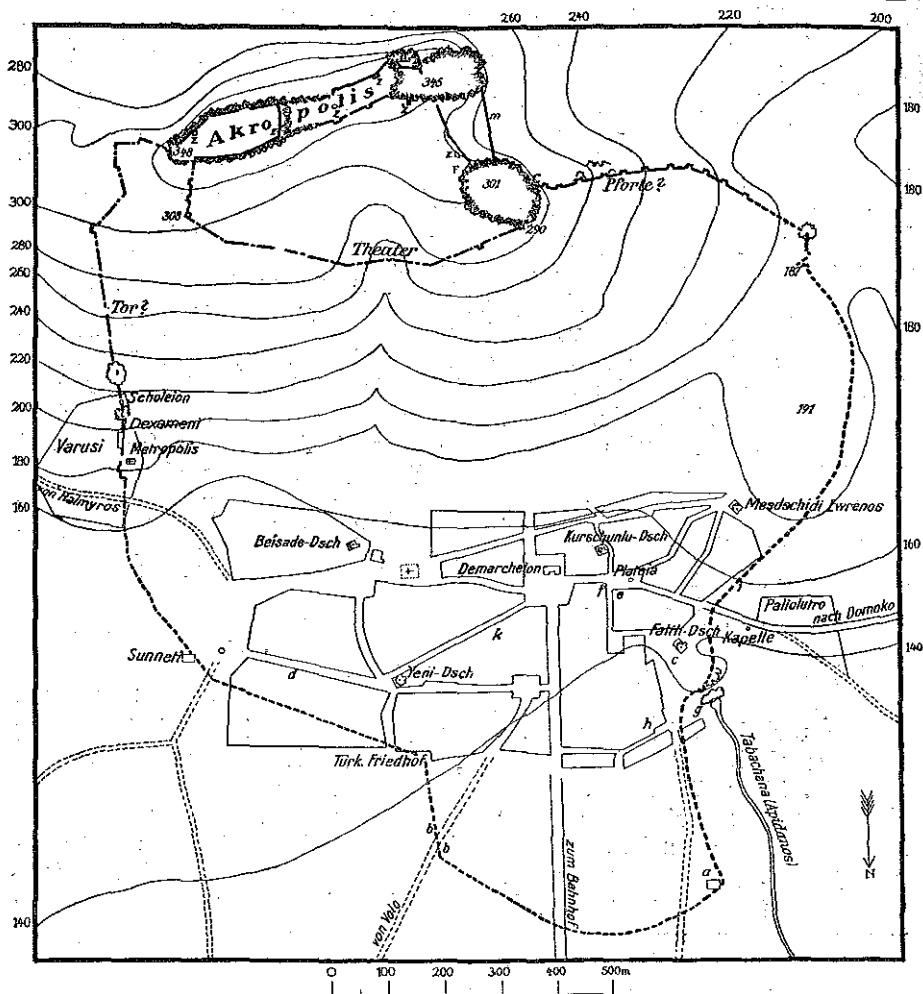 260 240 220 200
280
300
300
280
260
240
220
200
180
160
140
180
180
160
140
345
Akropolis
348
m
301
308
290
Pforte?
Theater
187
Tor?
191
Scholeion
Dexameni
Varusi
Metropolis
von Halmyros
Mesdschidi Ewrenos
Beisade-Dsch
Kurschunlu-Dsch
Demarcheion
Plateia
f e
Paliolutro
nach Domoko
k
Fatih-Dsch
Kapelle
c
Sunneti
d
Yeni-Dsch
g
h
Türk. Friedhof
Tabachana (Apidanos)
b
b
a
zum Bahnhof
von Volo
N
0 100 200 300 400 500m